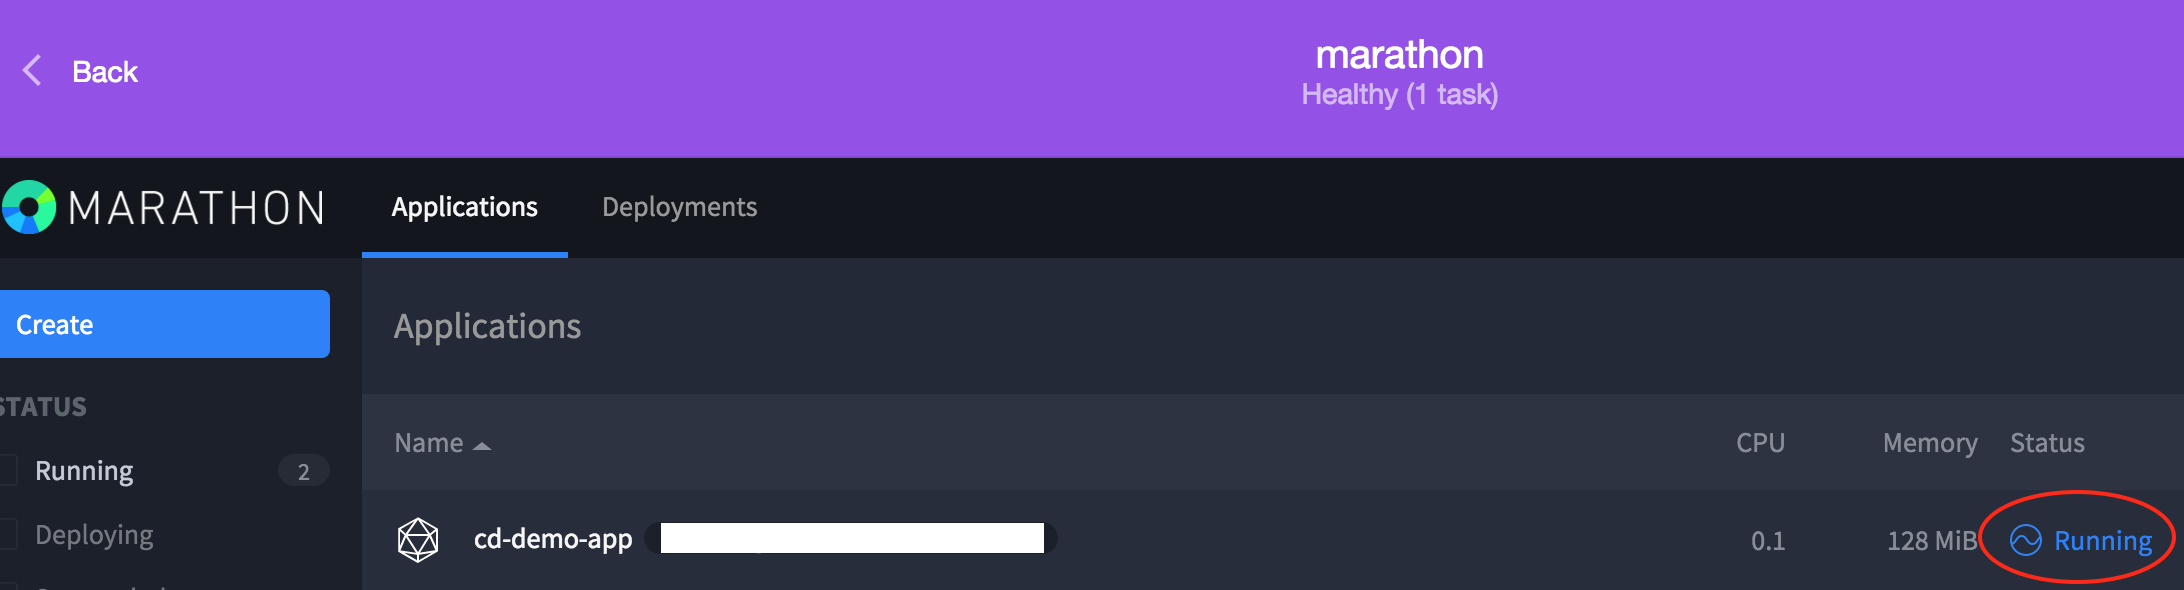 Back
marathon
Healthy (1 task)
MARATHON
Applications
Deployments
Create
Applications
STATUS
Name
CPU
Memory
Status
Running
2
Deploying
cd-demo-app
0.1
128 MiB
Running